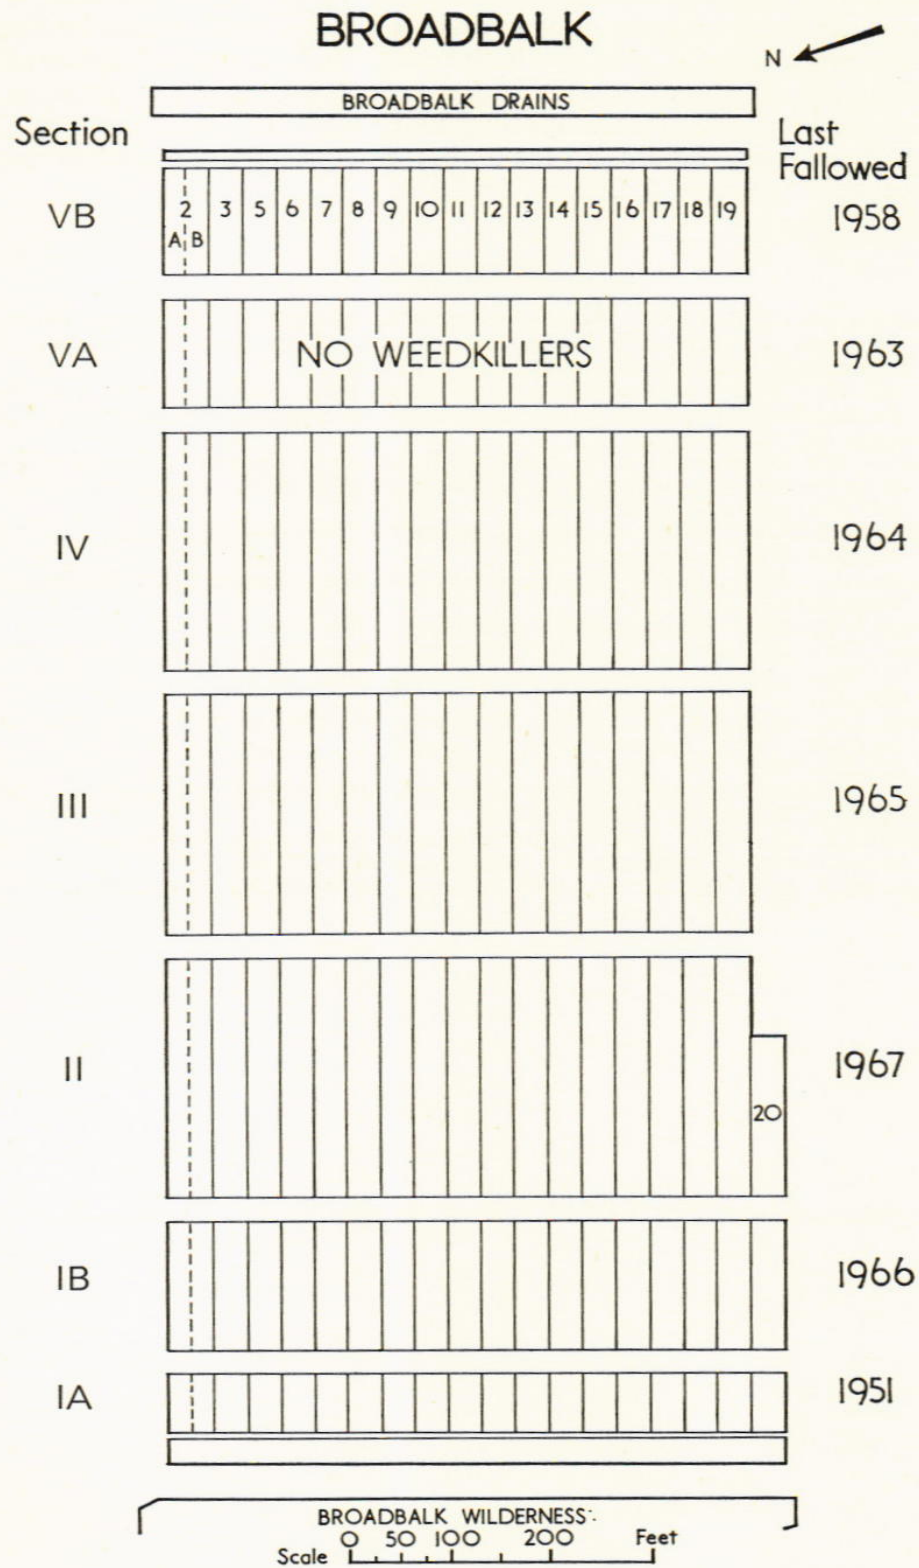 BROADBALK
N
BROADBALK DRAINS
Section
Last
Fallowed
VB 2 3 5 6 7 8 9 10 11 12 13 14 15 16 17 18 19 1958
A B
VA NO WEEDKILLERS 1963
IV 1964
III 1965
II 1967
20
IB 1966
IA 1951
BROADBALK WILDERNESS
0 50 100 200 Feet
Scale